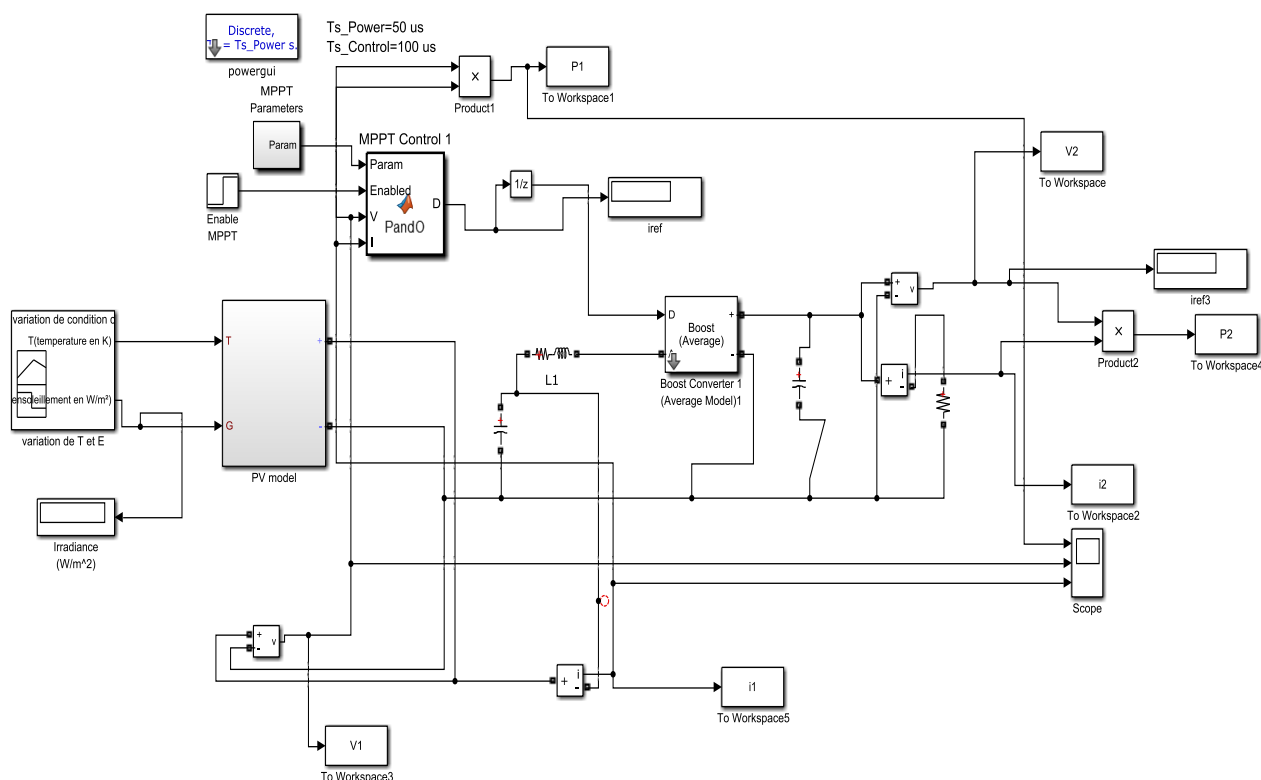 Discrete,
= Ts_Power s.
powergui
Ts_Power=50 us
Ts_Control=100 us
P1
To Workspace1
X
Product1
MPPT
Parameters
Param
MPPT Control 1
Param
Enabled
V
I
D
PandO
Enable
MPPT
1/z
iref
V2
To Workspace
iref3
X
Product2
P2
To Workspace4
variation de condition d
T(temperature en K)
ensoleillement en W/m²)
variation de T et E
T
G
+
-
PV model
Irradiance
(W/m^2)
L1
D
+
-
Boost
(Average)
Boost Converter 1
(Average Model)1
+
-
v
+
i
-
i2
To Workspace2
Scope
+
-
v
+
i
-
i1
To Workspace5
V1
To Workspace3